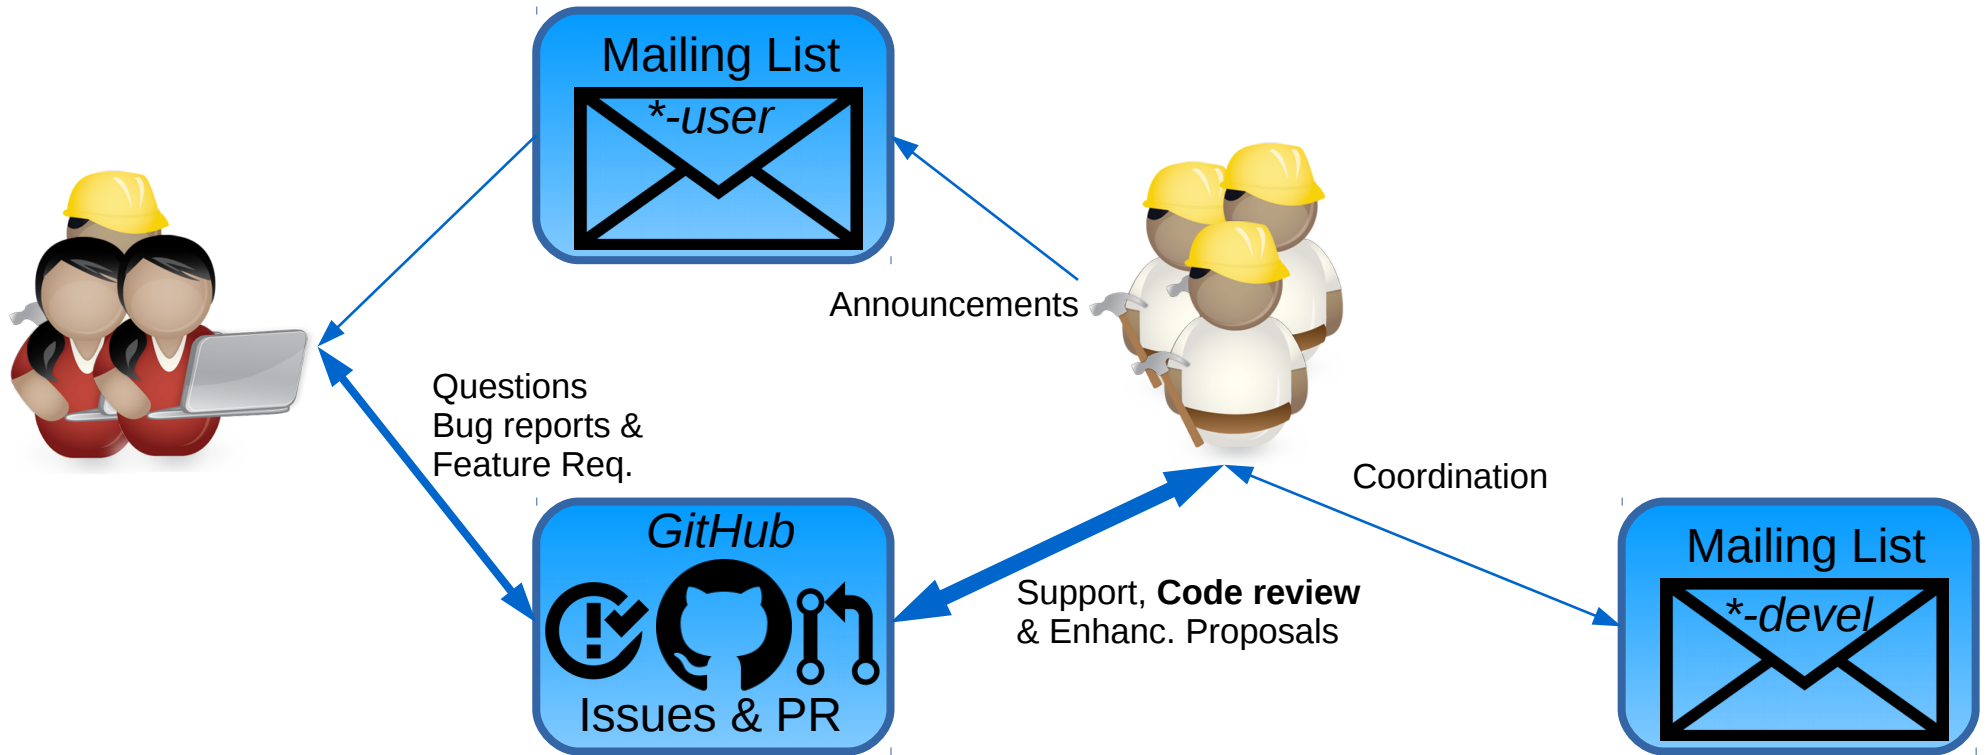 Mailing List
*-user
Announcements
Questions
Bug reports &
Feature Req.
Coordination
GitHub
Issues & PR
Support, Code review
& Enhanc. Proposals
Mailing List
*-devel